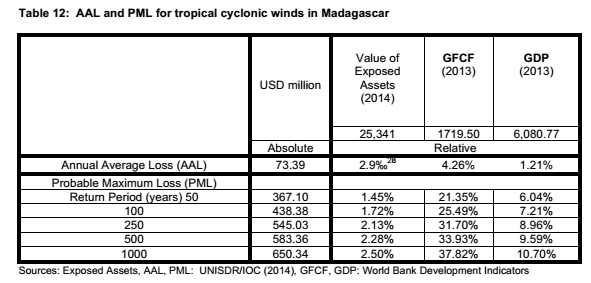 Table 12: AAL and PML for tropical cyclonic winds in Madagascar
USD million Value of Exposed Assets (2014) GFCF (2013) GDP (2013)
25,341 1719.50 6,080.77
Absolute Relative
Annual Average Loss (AAL) 73.39 2.9‰28 4.26% 1.21%
Probable Maximum Loss (PML)
Return Period (years) 50 367.10 1.45% 21.35% 6.04%
100 438.38 1.72% 25.49% 7.21%
250 545.03 2.13% 31.70% 8.96%
500 583.36 2.28% 33.93% 9.59%
1000 650.34 2.50% 37.82% 10.70%
Sources: Exposed Assets, AAL, PML: UNISDR/IOC (2014), GFCF, GDP: World Bank Development Indicators